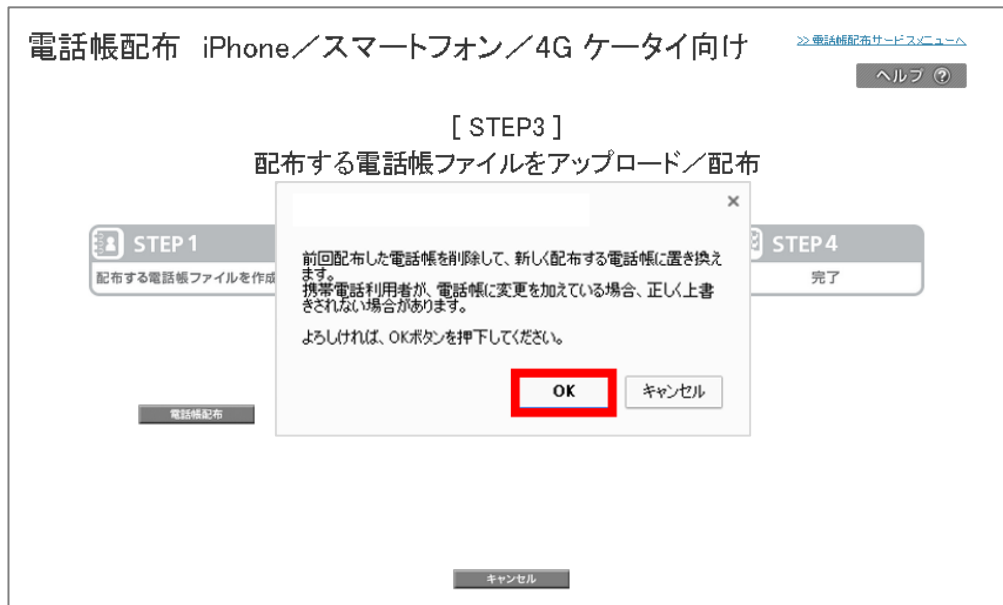 電話帳配布 iPhone/スマートフォン/4G ケータイ向け
>> 電話帳配布サービスメニューへ
ヘルプ ?
[ STEP3 ]
配布する電話帳ファイルをアップロード/配布
×
STEP 1
STEP 4
前回配布した電話帳を削除して、新しく配布する電話帳に置き換え
ます。
配布する電話帳ファイルを作成
完了
携帯電話利用者が、電話帳に変更を加えている場合、正しく上書
きされない場合があります。
よろしければ、OKボタンを押下してください。
OK
キャンセル
電話帳配布
キャンセル